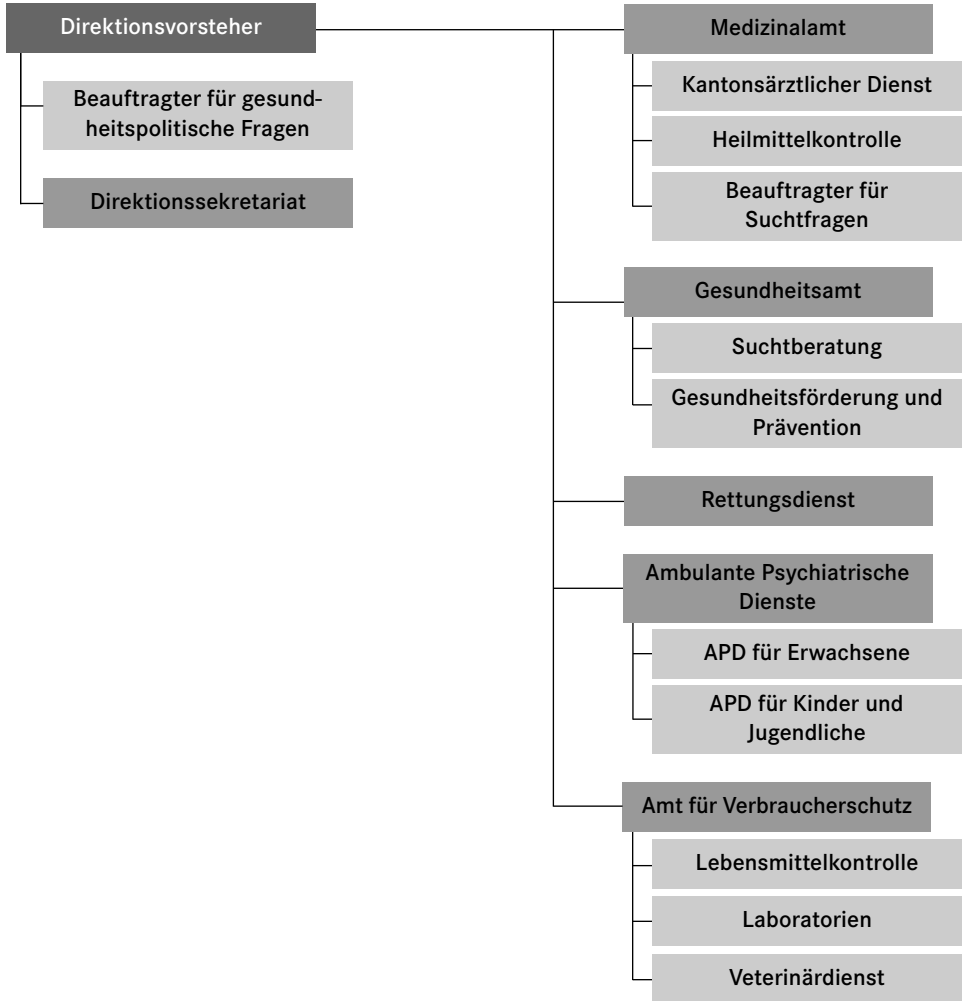 Direktionsvorsteher
Beauftragter für gesund-
heitspolitische Fragen
Direktionssekretariat
Medizinalamt
Kantonsärztlicher Dienst
Heilmittelkontrolle
Beauftragter für
Suchtfragen
Gesundheitsamt
Suchtberatung
Gesundheitsförderung und
Prävention
Rettungsdienst
Ambulante Psychiatrische
Dienste
APD für Erwachsene
APD für Kinder und
Jugendliche
Amt für Verbraucherschutz
Lebensmittelkontrolle
Laboratorien
Veterinärdienst